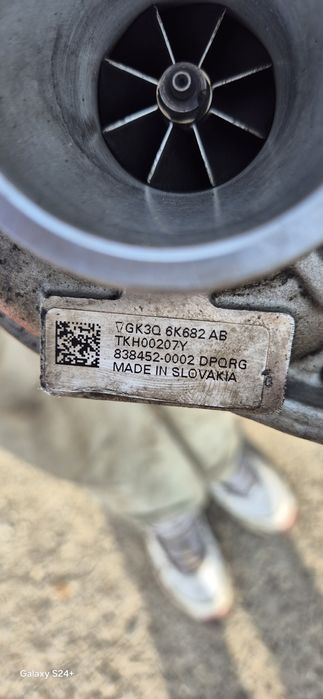 ▽GK3Q 6K682 AB
TKH00207Y
838452-0002 DPQRG
MADE IN SLOVAKIA
Galaxy S24+